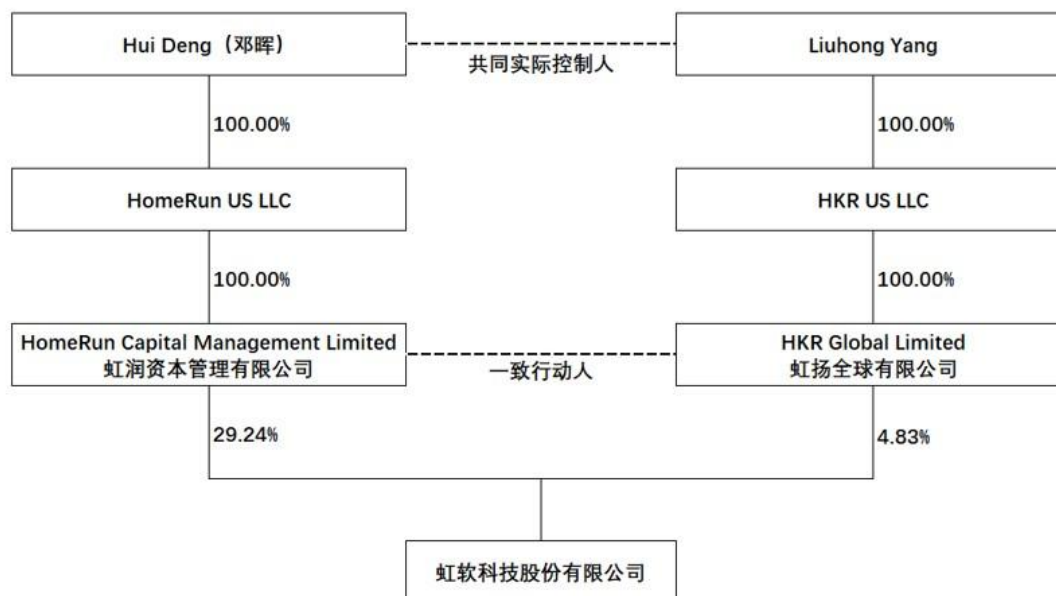 Hui Deng（邓晖）
Liuhong Yang
共同实际控制人
100.00%
100.00%
HomeRun US LLC
HKR US LLC
100.00%
100.00%
HomeRun Capital Management Limited
虹润资本管理有限公司
HKR Global Limited
虹扬全球有限公司
一致行动人
29.24%
4.83%
虹软科技股份有限公司